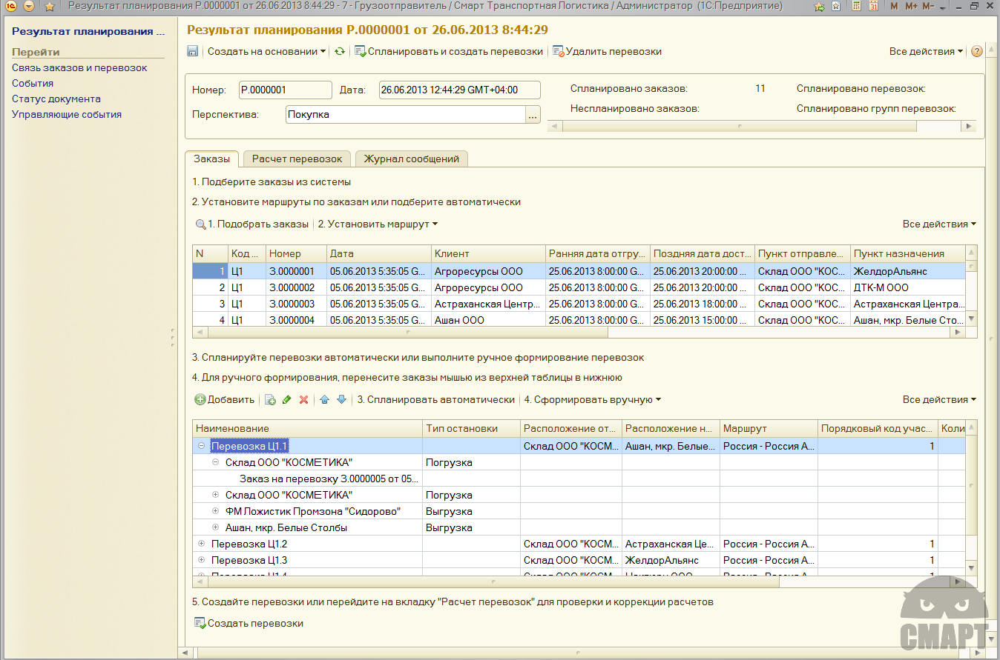 Результат планирования Р.0000001 от 26.06.2013 8:44:29 - 7 - Грузоотправитель / Смарт Транспортная Логистика / Администратор (1С:Предприятие)
M M+ M-
Результат планирования ...
Перейти
Связь заказов и перевозок
События
Статус документа
Управляющие события
Результат планирования Р.0000001 от 26.06.2013 8:44:29
Создать на основании Спланировать и создать перевозки Удалить перевозки Все действия
Номер: Р.0000001 Дата: 26.06.2013 12:44:29 GMT+04:00 Спланировано заказов: 11 Спланировано перевозок:
Перспектива: Покупка ... Неспланировано заказов: Спланировано групп перевозок:
Заказы Расчет перевозок Журнал сообщений
1. Подберите заказы из системы
2. Установите маршруты по заказам или подберите автоматически
1. Подобрать заказы 2. Установить маршрут Все действия
N Код ... Номер Дата Клиент Ранняя дата отгру... Поздняя дата дост... Пункт отправле... Пункт назначения
1 Ц1 З.0000001 05.06.2013 5:35:05 G... Агроресурсы ООО 25.06.2013 8:00:00 G... 25.06.2013 20:00:00 ... Склад ООО "КОС... ЖелдорАльянс
2 Ц1 З.0000002 05.06.2013 5:35:05 G... Агроресурсы ООО 25.06.2013 8:00:00 G... 25.06.2013 20:00:00 ... Склад ООО "КОС... ДТК-М ООО
3 Ц1 З.0000003 05.06.2013 5:35:05 G... Астраханская Центр... 25.06.2013 8:00:00 G... 25.06.2013 18:00:00 ... Склад ООО "КОС... Астраханская Центра...
4 Ц1 З.0000004 05.06.2013 5:35:05 G... Ашан ООО 25.06.2013 8:00:00 G... 25.06.2013 15:00:00 ... Склад ООО "КОС... Ашан, мкр. Белые Сто...
3. Спланируйте перевозки автоматически или выполните ручное формирование перевозок
4. Для ручного формирования, перенесите заказы мышью из верхней таблицы в нижнюю
Добавить 3. Спланировать автоматически 4. Сформировать вручную Все действия
Наименование Тип остановки Расположение от... Расположение н... Маршрут Порядковый код учас... Коли
Перевозка Ц1.1 Склад ООО "КОСМ... Ашан, мкр. Белые... Россия - Россия А... 1
Склад ООО "КОСМЕТИКА" Погрузка
Заказ на перевозку З.0000005 от 05...
Склад ООО "КОСМЕТИКА" Погрузка
ФМ Ложистик Промзона "Сидорово" Выгрузка
Ашан, мкр. Белые Столбы Выгрузка
Перевозка Ц1.2 Склад ООО "КОСМ... Астраханская Це... Россия - Россия А... 1
Перевозка Ц1.3 Склад ООО "КОСМ... ЖелдорАльянс Россия - Россия А... 1
Перевозка Ц1.4 Склад ООО "КОСМ... Россия - Россия А... 1
5. Создайте перевозки или перейдите на вкладку "Расчет перевозок" для проверки и коррекции расчетов
Создать перевозки
СМАРТ